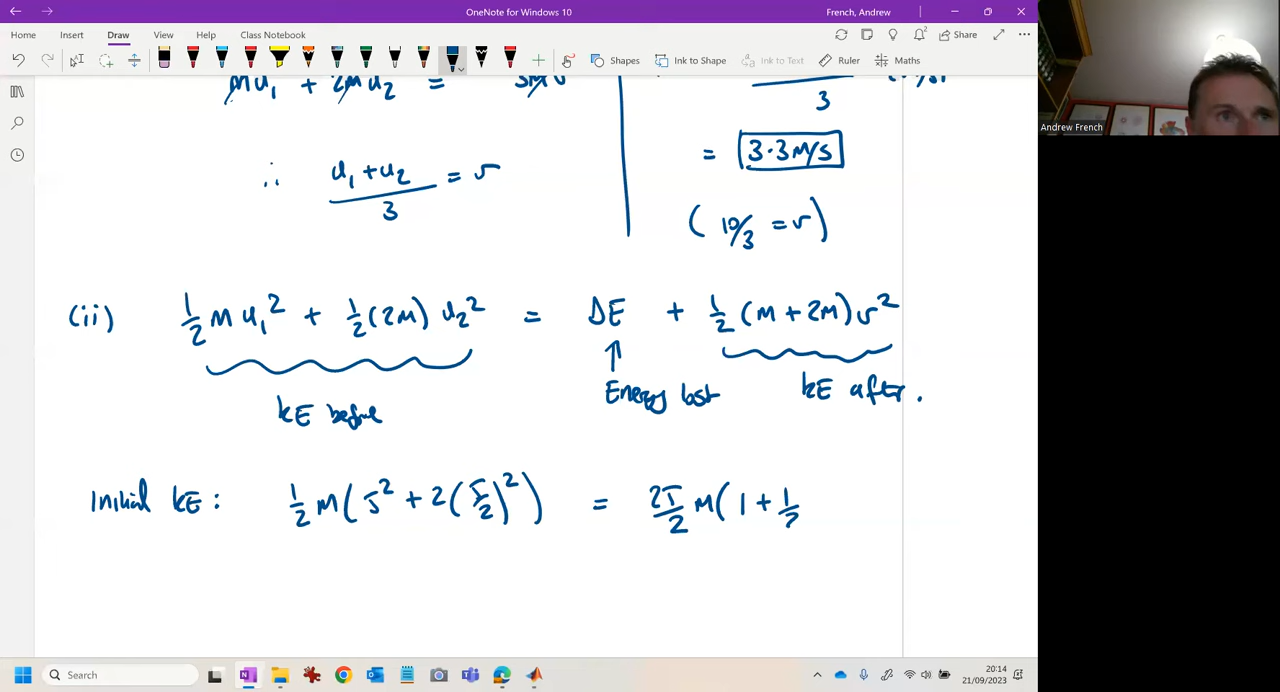 OneNote for Windows 10
French, Andrew
Home Insert Draw View Help Class Notebook
Share
Shapes Ink to Shape Ink to Text Ruler Maths
Andrew French
mu₁ + 2mu₂ = 3mv
3
= 3.3 m/s
∴ (u₁ + u₂)/3 = v
(10/3 = v)
(ii) ½mu₁² + ½(2m)u₂² = ΔE + ½(m + 2m)v²
↑
Energy lost
KE before
KE after.
Initial KE: ½m(5² + 2(5/2)²) = 25/2 m(1 + ½
Search
20:14
21/09/2023